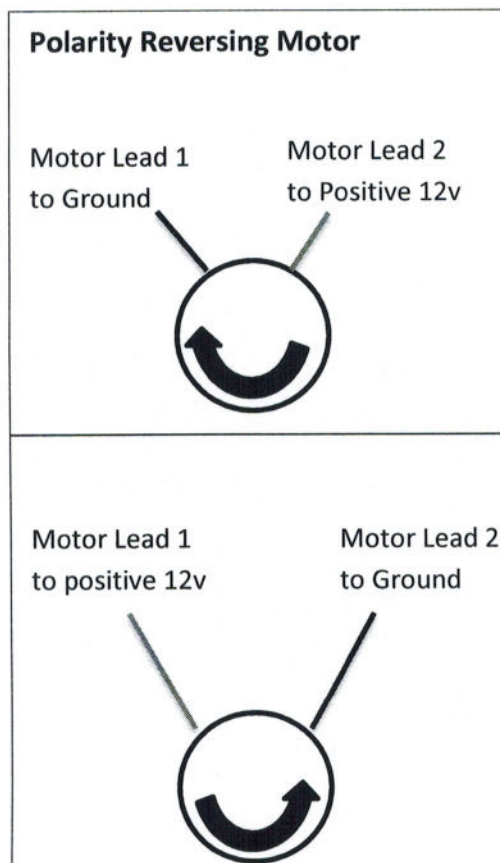 Polarity Reversing Motor
Motor Lead 1
to Ground
Motor Lead 2
to Positive 12v
Motor Lead 1
to positive 12v
Motor Lead 2
to Ground